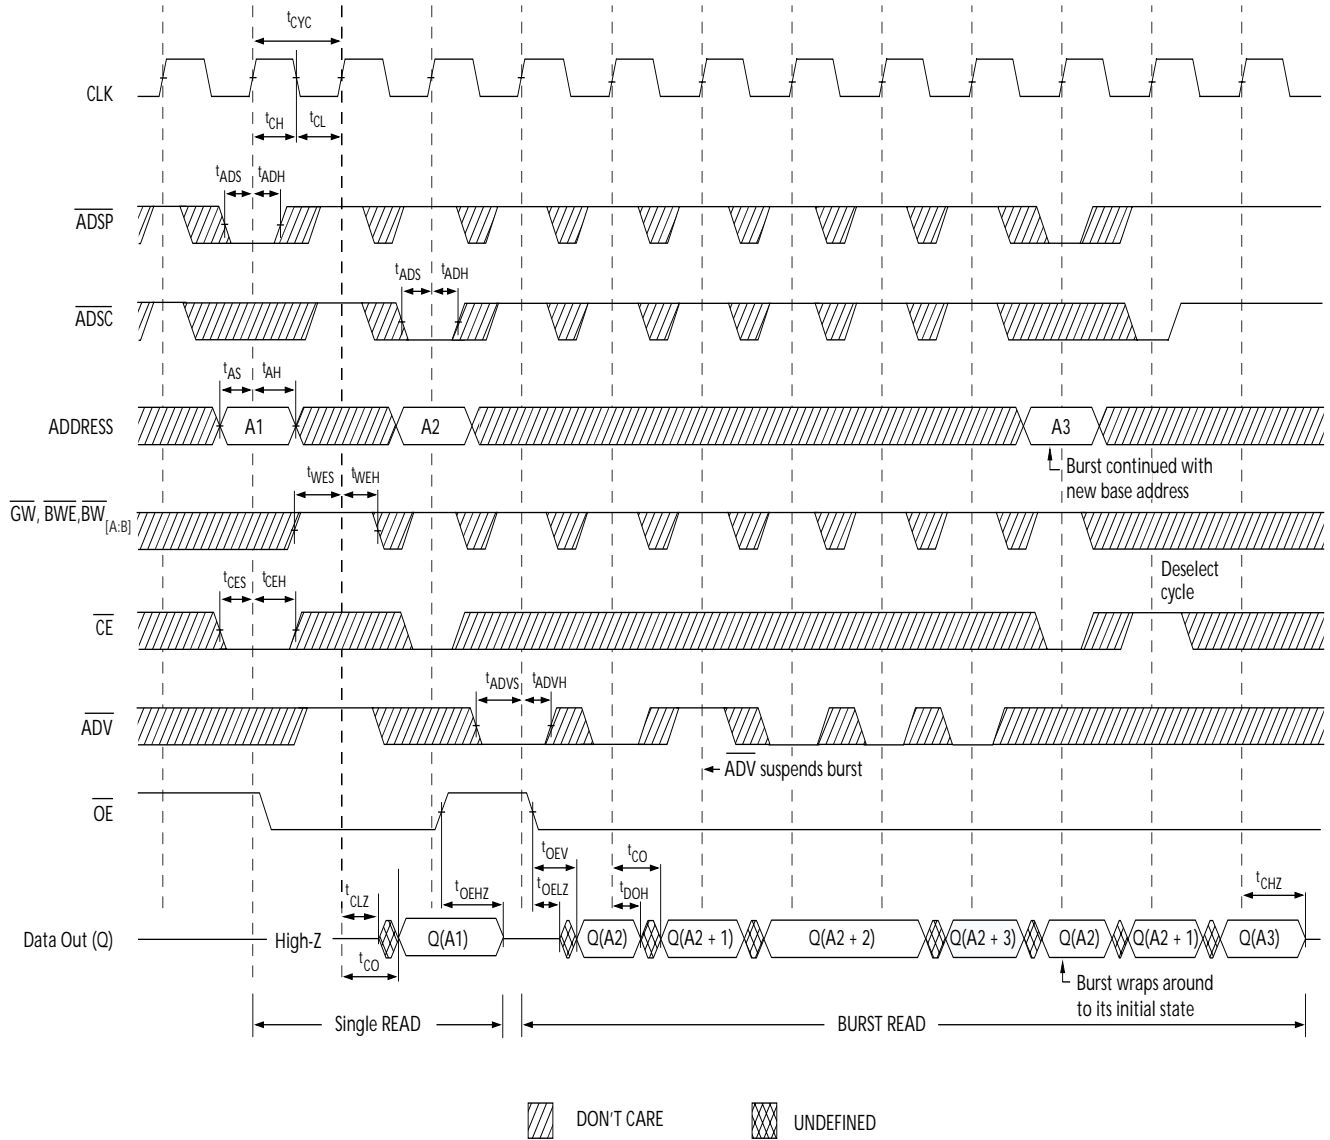 tCYC
CLK
tCH tCL
tADS tADH
ADSP
tADS tADH
ADSC
tAS tAH
ADDRESS A1 A2 A3
Burst continued with
new base address
tWES tWEH
GW, BWE,BW[A:B]
Deselect
cycle
tCES tCEH
CE
tADVS tADVH
ADV
ADV suspends burst
OE
tOEV tCO
tCLZ tOEHZ tOELZ tDOH tCHZ
Data Out (Q) High-Z Q(A1) Q(A2) Q(A2 + 1) Q(A2 + 2) Q(A2 + 3) Q(A2) Q(A2 + 1) Q(A3)
tCO
Burst wraps around
to its initial state
Single READ BURST READ
DON'T CARE UNDEFINED